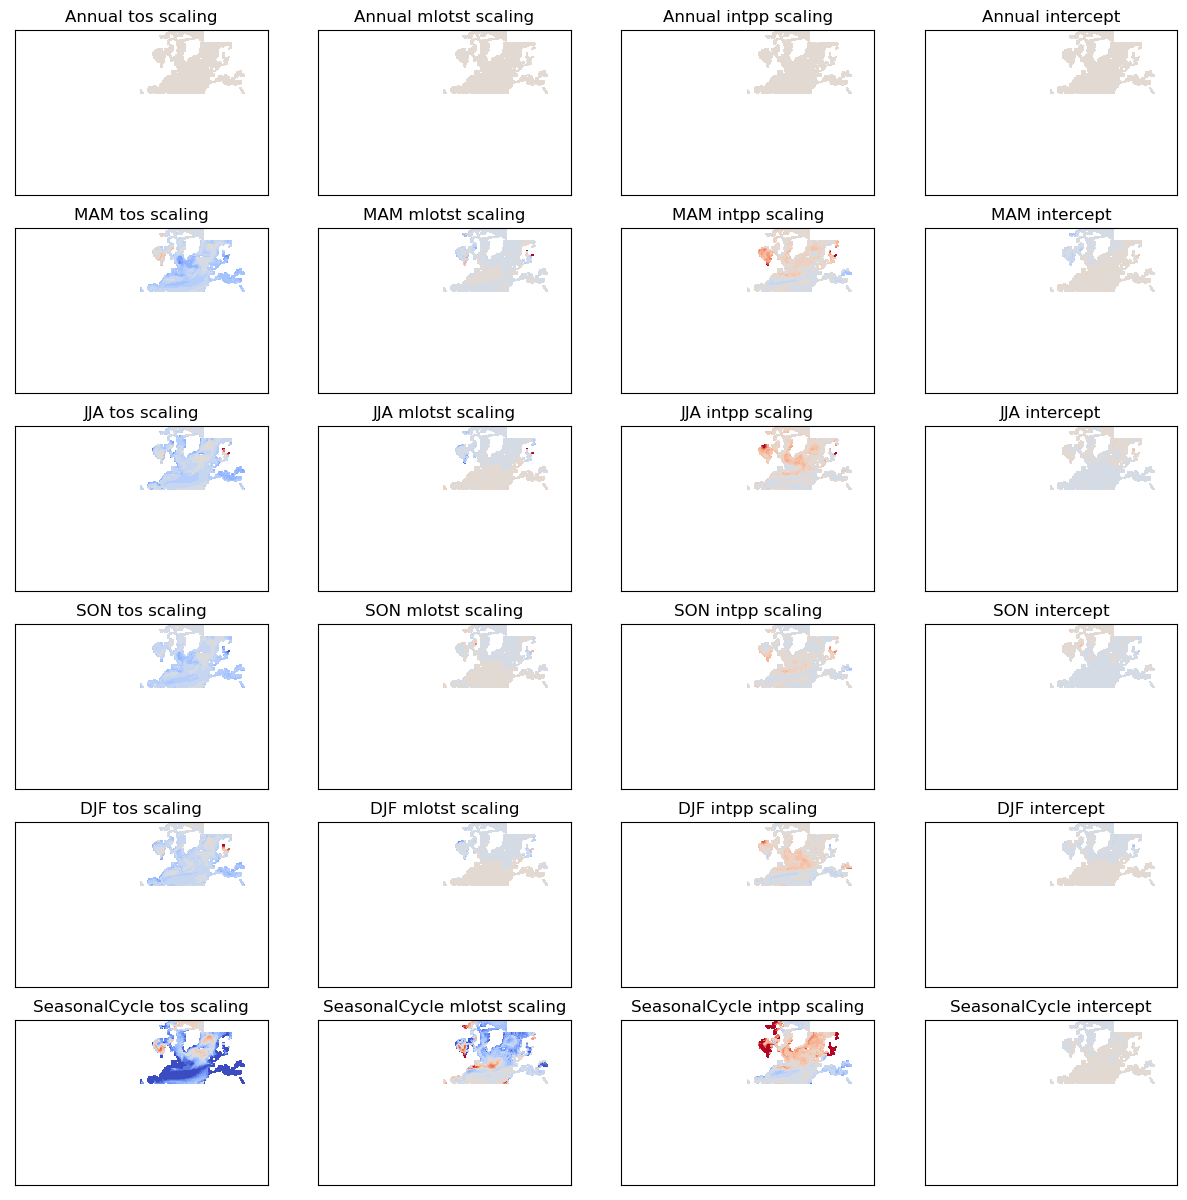 Annual tos scaling
Annual mlotst scaling
Annual intpp scaling
Annual intercept
MAM tos scaling
MAM mlotst scaling
MAM intpp scaling
MAM intercept
JJA tos scaling
JJA mlotst scaling
JJA intpp scaling
JJA intercept
SON tos scaling
SON mlotst scaling
SON intpp scaling
SON intercept
DJF tos scaling
DJF mlotst scaling
DJF intpp scaling
DJF intercept
SeasonalCycle tos scaling
SeasonalCycle mlotst scaling
SeasonalCycle intpp scaling
SeasonalCycle intercept